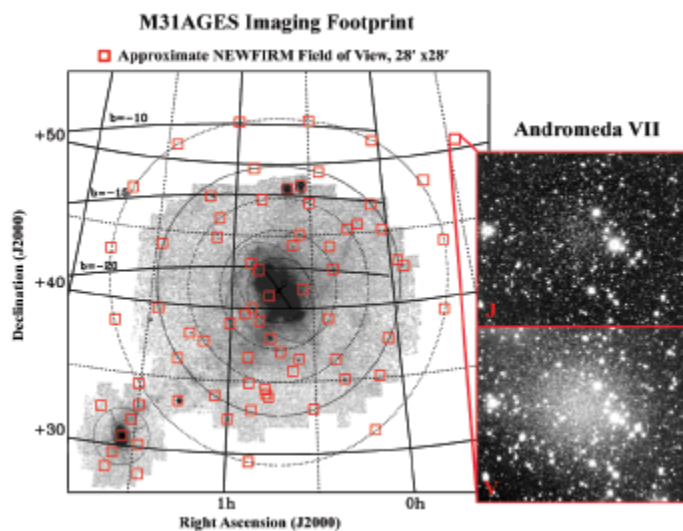 M31AGES Imaging Footprint
Approximate NEWFIRM Field of View, 28′ x28′
b=-10
+50
Andromeda VII
b=-15
b=-20
+40
Declination (J2000)
J
+30
V
1h
0h
Right Ascension (J2000)